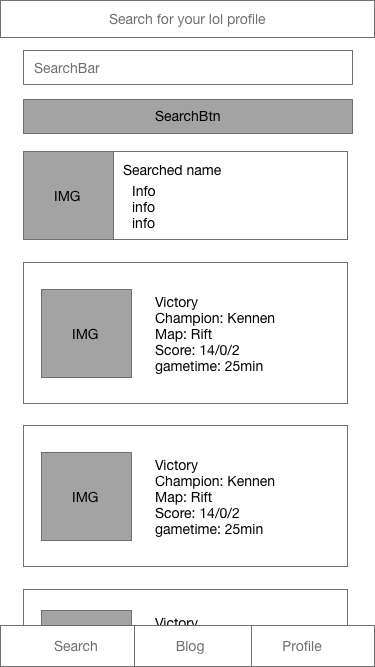 Search for your lol profile
SearchBar
SearchBtn
IMG
Searched name
Info
info
info
IMG
Victory
Champion: Kennen
Map: Rift
Score: 14/0/2
gametime: 25min
IMG
Victory
Champion: Kennen
Map: Rift
Score: 14/0/2
gametime: 25min
Victory
Search Blog Profile